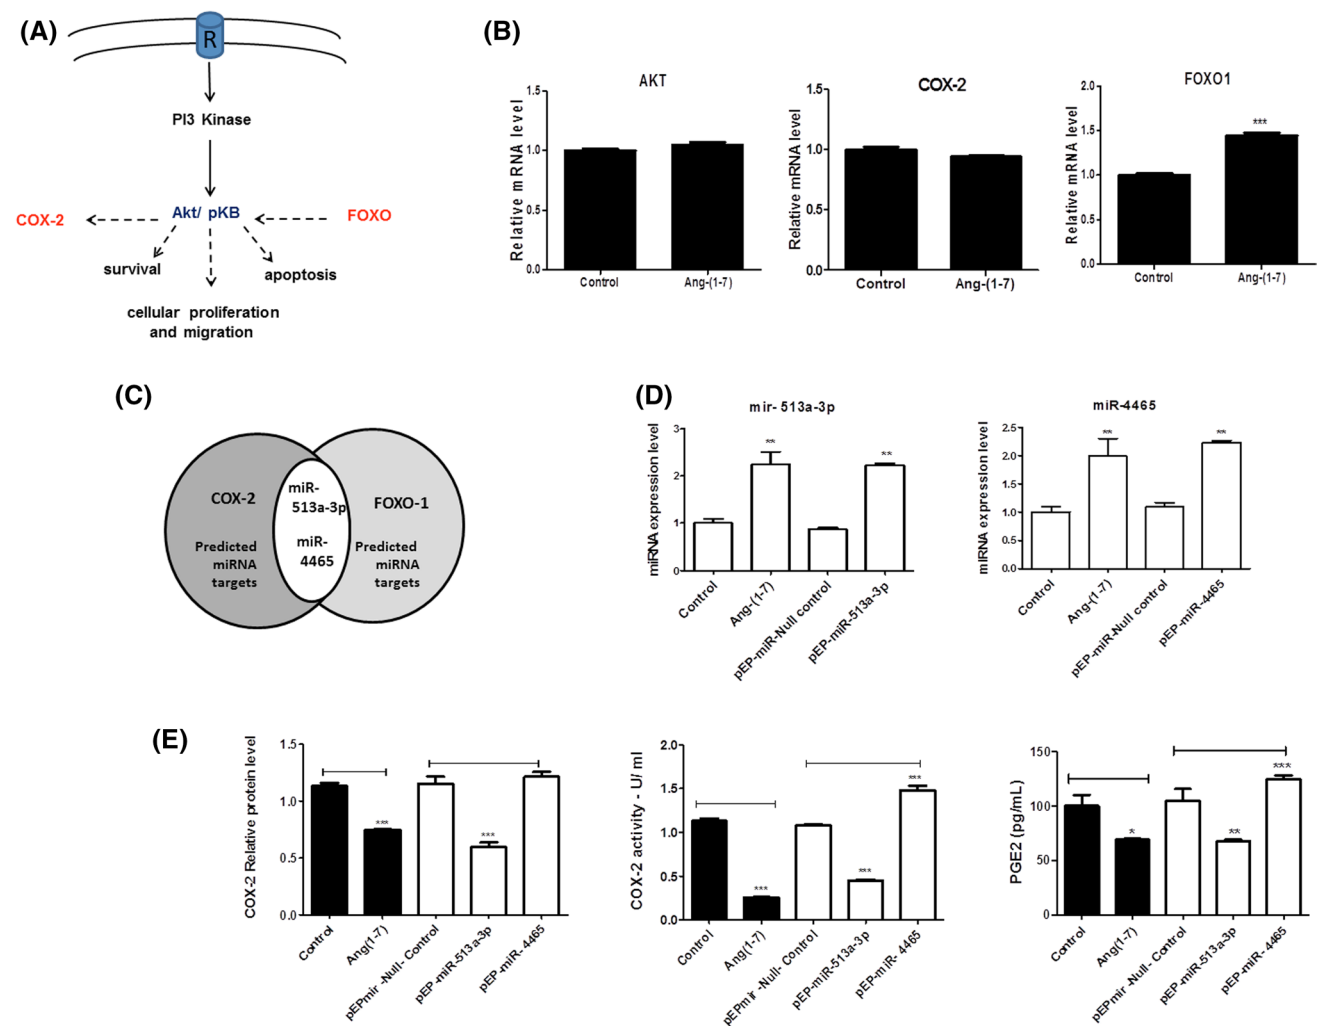 (A)
R
PI3 Kinase
COX-2
Akt/ pKB
FOXO
survival
apoptosis
cellular proliferation
and migration
(B)
AKT
Relative mRNA level
1.5
1.0
0.5
0.0
Control
Ang-(1-7)
COX-2
Relative mRNA level
1.5
1.0
0.5
0.0
Control
Ang-(1-7)
FOXO1
Relative mRNA level
2.0
1.5
1.0
0.5
0.0
***
Control
Ang-(1-7)
(C)
COX-2
Predicted
miRNA
targets
miR-
513a-3p
miR-
4465
FOXO-1
Predicted
miRNA
targets
(D)
mir- 513a-3p
miRNA expression level
3
2
1
0
**
**
Control
Ang-(1-7)
pEP-miR-Null control
pEP-miR-513a-3p
miR-4465
miRNA expression level
2.5
2.0
1.5
1.0
0.5
0.0
**
**
Control
Ang-(1-7)
pEP-miR-Null control
pEP-miR-4465
(E)
COX-2 Relative protein level
1.5
1.0
0.5
0.0
***
***
Control
Ang(1-7)
pEPmir -Null- Control
pEP-miR-513a-3p
pEP-miR- 4465
COX-2 activity - U/ ml
2.0
1.5
1.0
0.5
0.0
***
***
***
Control
Ang(1-7)
pEPmir -Null- Control
pEP-miR-513a-3p
pEP-miR- 4465
PGE2 (pg/mL)
150
100
50
0
*
**
***
Control
Ang(1-7)
pEPmir -Null- Control
pEP-miR-513a-3p
pEP-miR- 4465